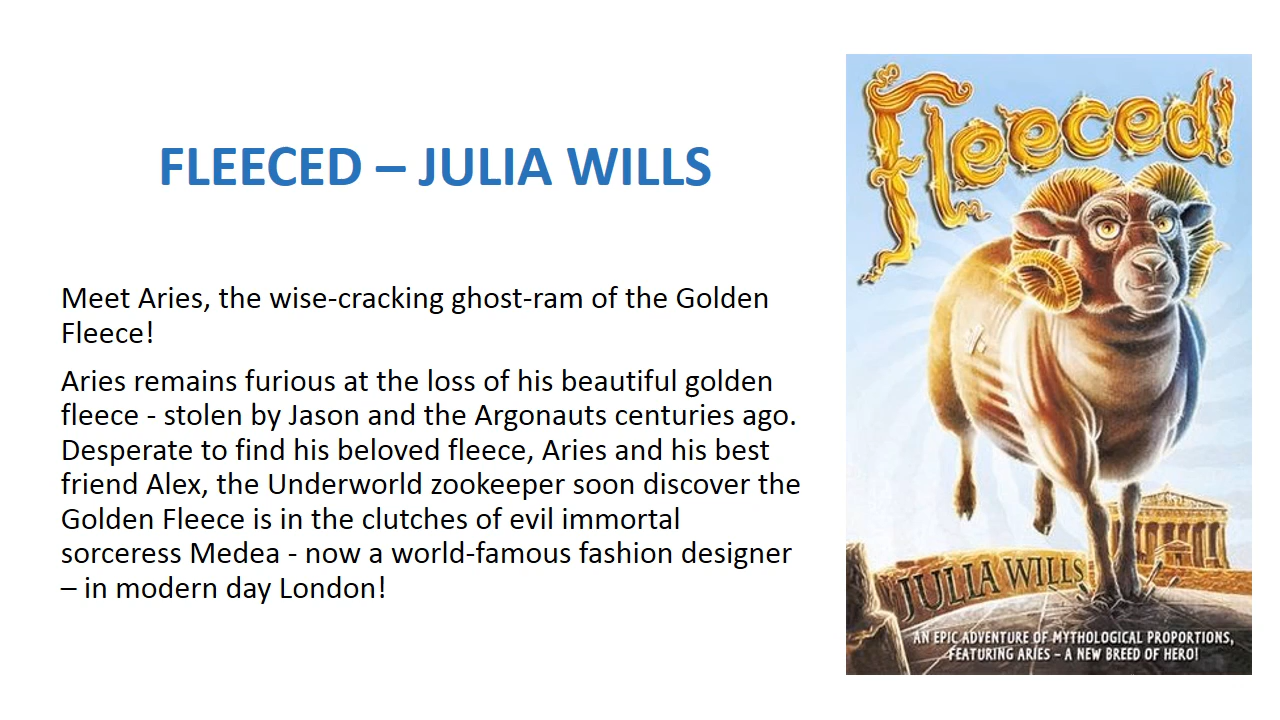 FLEECED – JULIA WILLS
Meet Aries, the wise-cracking ghost-ram of the Golden
Fleece!
Aries remains furious at the loss of his beautiful golden
fleece - stolen by Jason and the Argonauts centuries ago.
Desperate to find his beloved fleece, Aries and his best
friend Alex, the Underworld zookeeper soon discover the
Golden Fleece is in the clutches of evil immortal
sorceress Medea - now a world-famous fashion designer
– in modern day London!
Fleeced!
JULIA WILLS
AN EPIC ADVENTURE OF MYTHOLOGICAL PROPORTIONS,
FEATURING ARIES – A NEW BREED OF HERO!